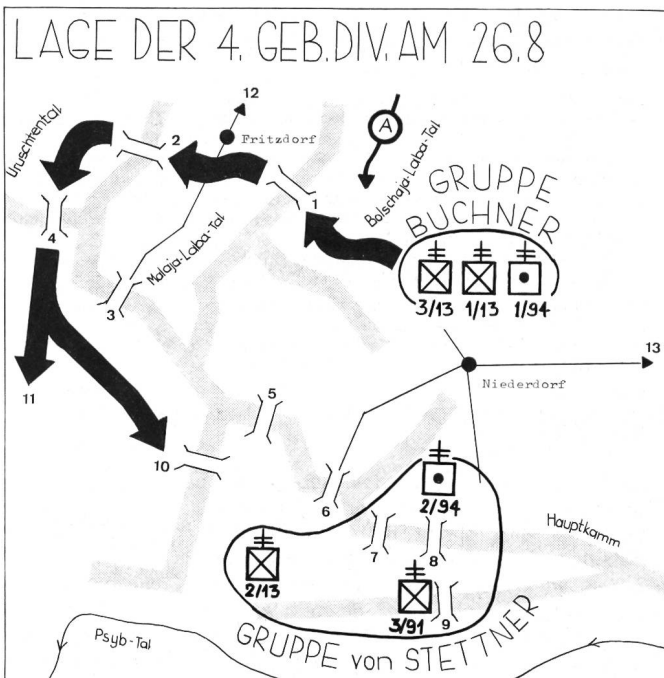 LAGE DER 4. GEB.DIV. AM 26.8
12
Uruschtental
2
Fritzdorf
A
Bolschaja-Laba-Tal
GRUPPE
BUCHNER
1
4
Malaja-Laba-Tal
3
3/13 1/13 1/94
13
Niederdorf
11
5
10
6
2/94
Hauptkamm
7
8
2/13
3/91
9
Psyb-Tal
GRUPPE von STETTNER